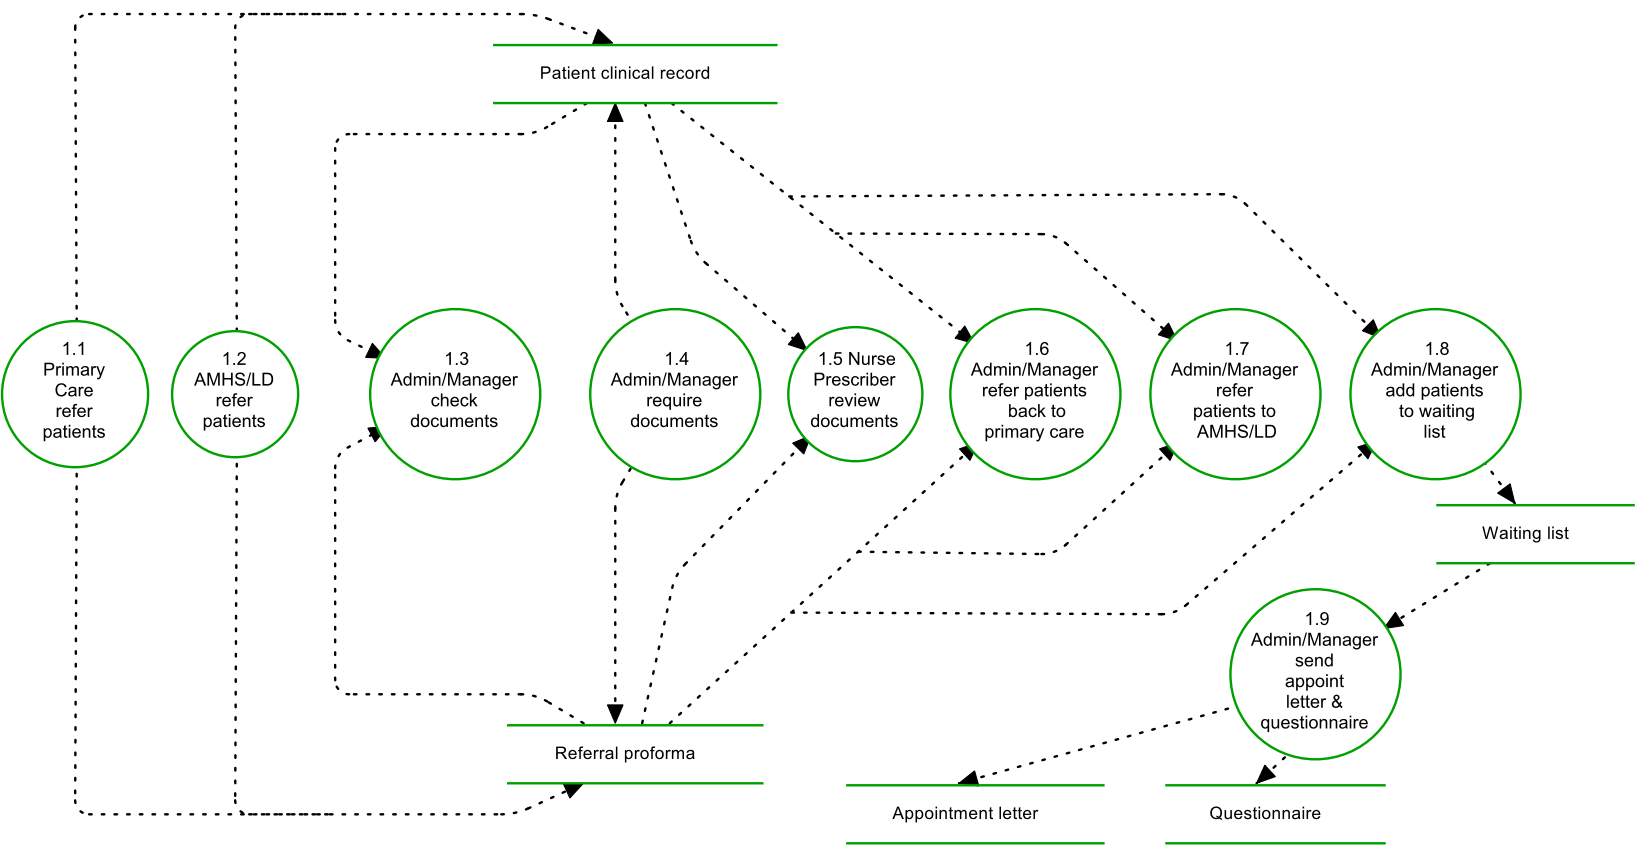 Patient clinical record
1.1
Primary
Care
refer
patients
1.2
AMHS/LD
refer
patients
1.3
Admin/Manager
check
documents
1.4
Admin/Manager
require
documents
1.5 Nurse
Prescriber
review
documents
1.6
Admin/Manager
refer patients
back to
primary care
1.7
Admin/Manager
refer
patients to
AMHS/LD
1.8
Admin/Manager
add patients
to waiting
list
Waiting list
1.9
Admin/Manager
send
appoint
letter &
questionnaire
Referral proforma
Appointment letter
Questionnaire